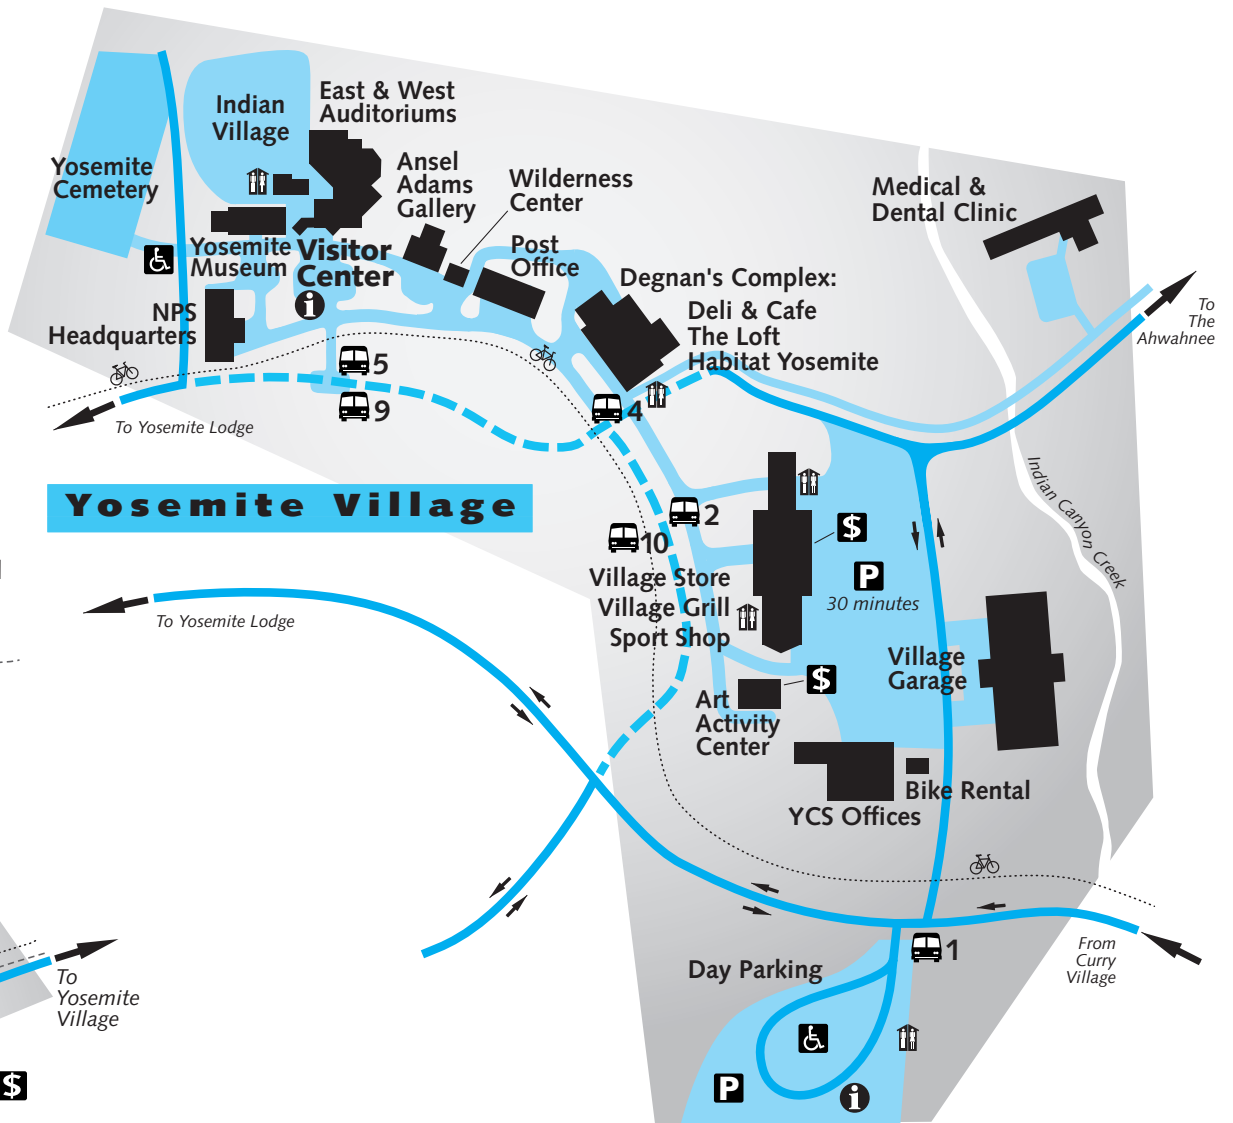 East & West
Auditoriums
Indian
Village
Yosemite
Cemetery
Ansel
Adams
Gallery
Wilderness
Center
Medical &
Dental Clinic
Yosemite
Museum
Visitor
Center
i
Post
Office
Degnan's Complex:
Deli & Cafe
The Loft
Habitat Yosemite
NPS
Headquarters
To
The
Ahwahnee
5
9
4
To Yosemite Lodge
Yosemite Village
2
10
$
Indian Canyon Creek
P
30 minutes
Village Store
Village Grill
Sport Shop
To Yosemite Lodge
Village
Garage
$
Art
Activity
Center
Bike Rental
YCS Offices
1
From
Curry
Village
Day Parking
To
Yosemite
Village
P
i
$